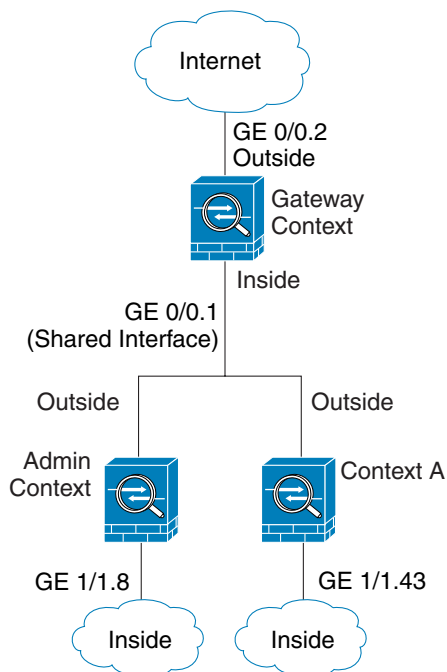 Internet
GE 0/0.2
Outside
Gateway
Context
Inside
GE 0/0.1
(Shared Interface)
Outside
Outside
Admin
Context
Context A
GE 1/1.8
GE 1/1.43
Inside
Inside